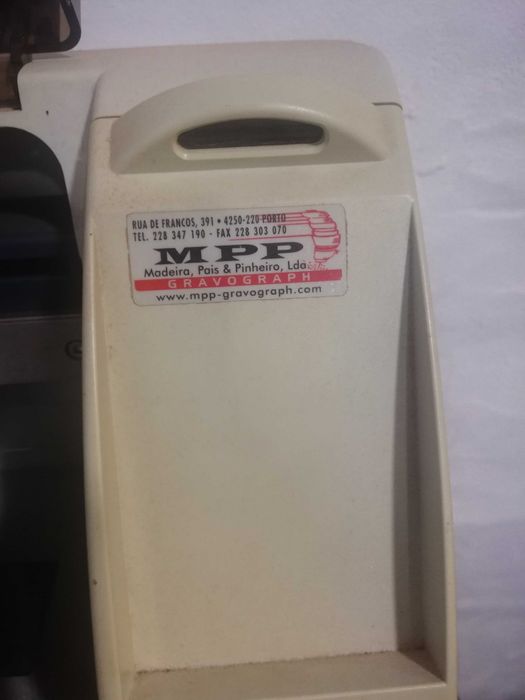 RUA DE FRANCOS, 391 • 4250-220 PORTO
TEL. 228 347 190 - FAX 228 303 070
MPP
Madeira, Pais & Pinheiro, Lda
GRAVOGRAPH
www.mpp-gravograph.com